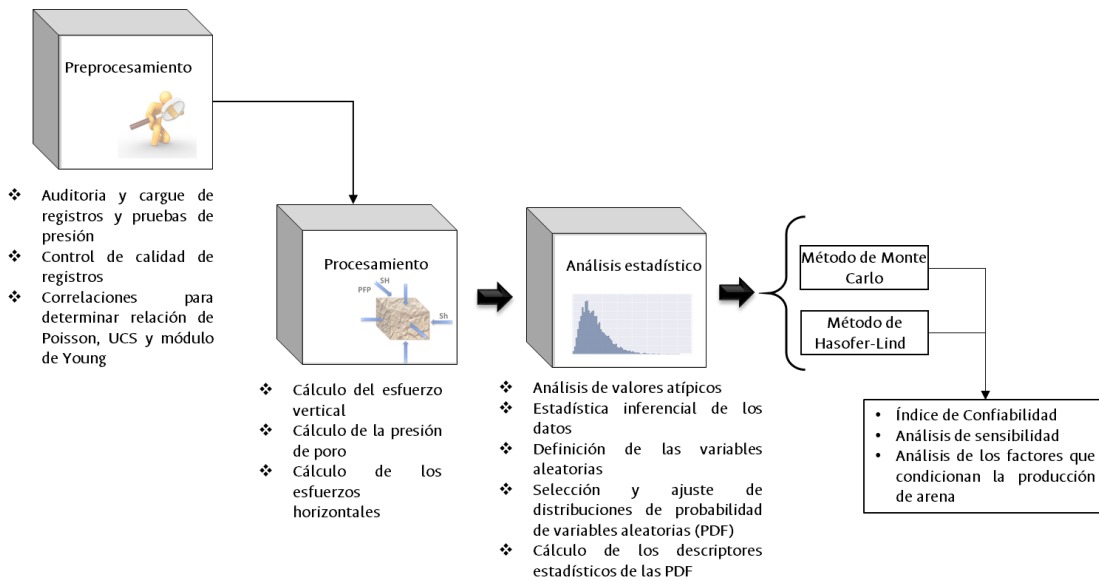 Preprocesamiento
❖ Auditoria y cargue de
registros y pruebas de
presión
❖ Control de calidad de
registros
❖ Correlaciones para
determinar relación de
Poisson, UCS y módulo
de Young
Procesamiento
SH
PFP
Sh
❖ Cálculo del esfuerzo
vertical
❖ Cálculo de la presión
de poro
❖ Cálculo de los
esfuerzos
horizontales
Análisis estadístico
❖ Análisis de valores atípicos
❖ Estadística inferencial de los
datos
❖ Definición de las variables
aleatorias
❖ Selección y ajuste de
distribuciones de probabilidad
de variables aleatorias (PDF)
❖ Cálculo de los descriptores
estadísticos de las PDF
Método de Monte
Carlo
Método de
Hasofer-Lind
• Índice de Confiabilidad
• Análisis de sensibilidad
• Análisis de los factores que
condicionan la producción
de arena